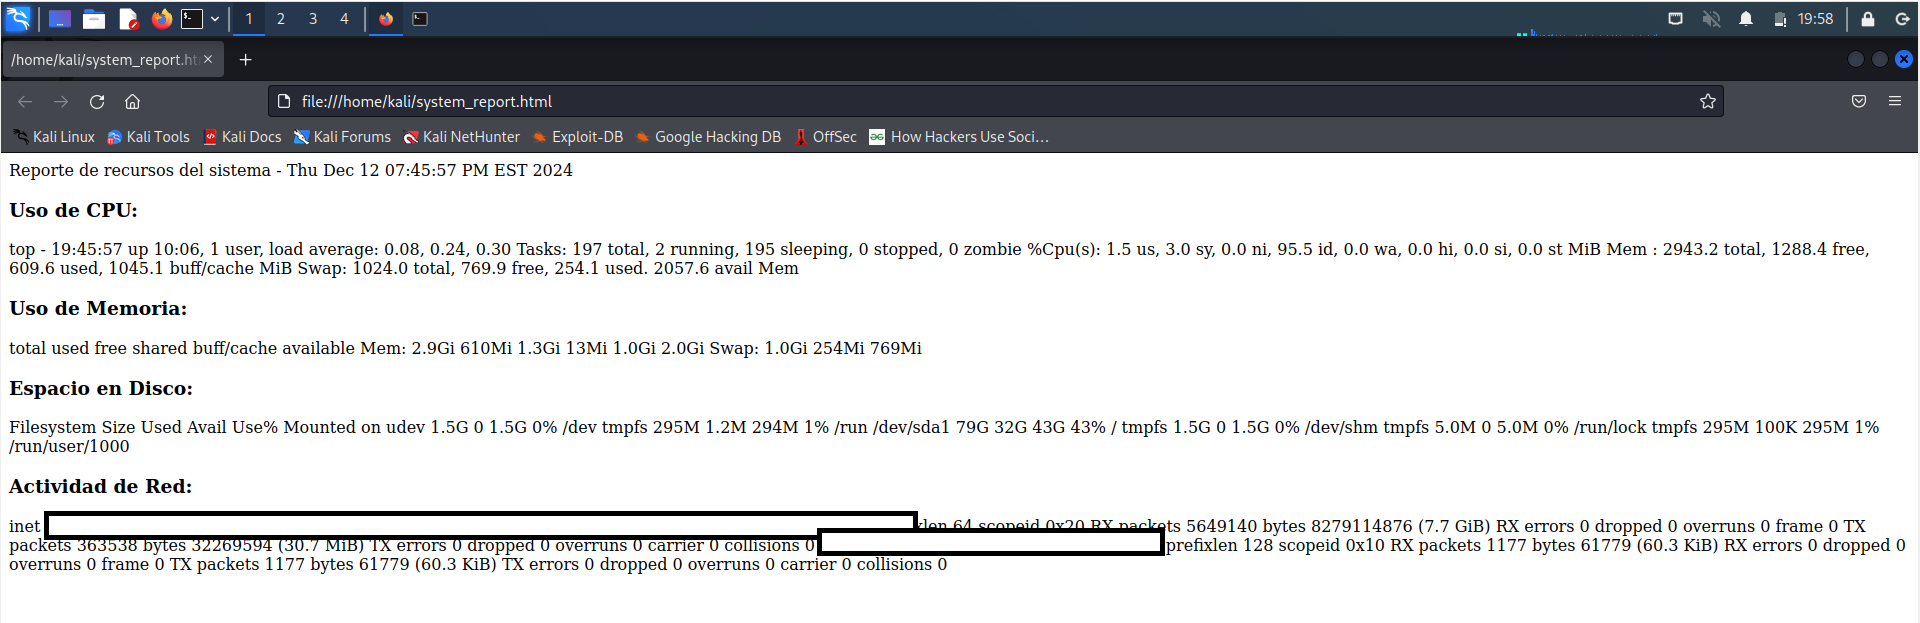 1 2 3 4 19:58
/home/kali/system_report.ht
file:///home/kali/system_report.html
Kali Linux Kali Tools Kali Docs Kali Forums Kali NetHunter Exploit-DB Google Hacking DB OffSec How Hackers Use Soci…
Reporte de recursos del sistema - Thu Dec 12 07:45:57 PM EST 2024
Uso de CPU:
top - 19:45:57 up 10:06, 1 user, load average: 0.08, 0.24, 0.30 Tasks: 197 total, 2 running, 195 sleeping, 0 stopped, 0 zombie %Cpu(s): 1.5 us, 3.0 sy, 0.0 ni, 95.5 id, 0.0 wa, 0.0 hi, 0.0 si, 0.0 st MiB Mem : 2943.2 total, 1288.4 free,
609.6 used, 1045.1 buff/cache MiB Swap: 1024.0 total, 769.9 free, 254.1 used. 2057.6 avail Mem
Uso de Memoria:
total used free shared buff/cache available Mem: 2.9Gi 610Mi 1.3Gi 13Mi 1.0Gi 2.0Gi Swap: 1.0Gi 254Mi 769Mi
Espacio en Disco:
Filesystem Size Used Avail Use% Mounted on udev 1.5G 0 1.5G 0% /dev tmpfs 295M 1.2M 294M 1% /run /dev/sda1 79G 32G 43G 43% / tmpfs 1.5G 0 1.5G 0% /dev/shm tmpfs 5.0M 0 5.0M 0% /run/lock tmpfs 295M 100K 295M 1%
/run/user/1000
Actividad de Red:
inet xlen 64 scopeid 0x20 RX packets 5649140 bytes 8279114876 (7.7 GiB) RX errors 0 dropped 0 overruns 0 frame 0 TX
packets 363538 bytes 32269594 (30.7 MiB) TX errors 0 dropped 0 overruns 0 carrier 0 collisions 0 prefixlen 128 scopeid 0x10 RX packets 1177 bytes 61779 (60.3 KiB) RX errors 0 dropped 0
overruns 0 frame 0 TX packets 1177 bytes 61779 (60.3 KiB) TX errors 0 dropped 0 overruns 0 carrier 0 collisions 0